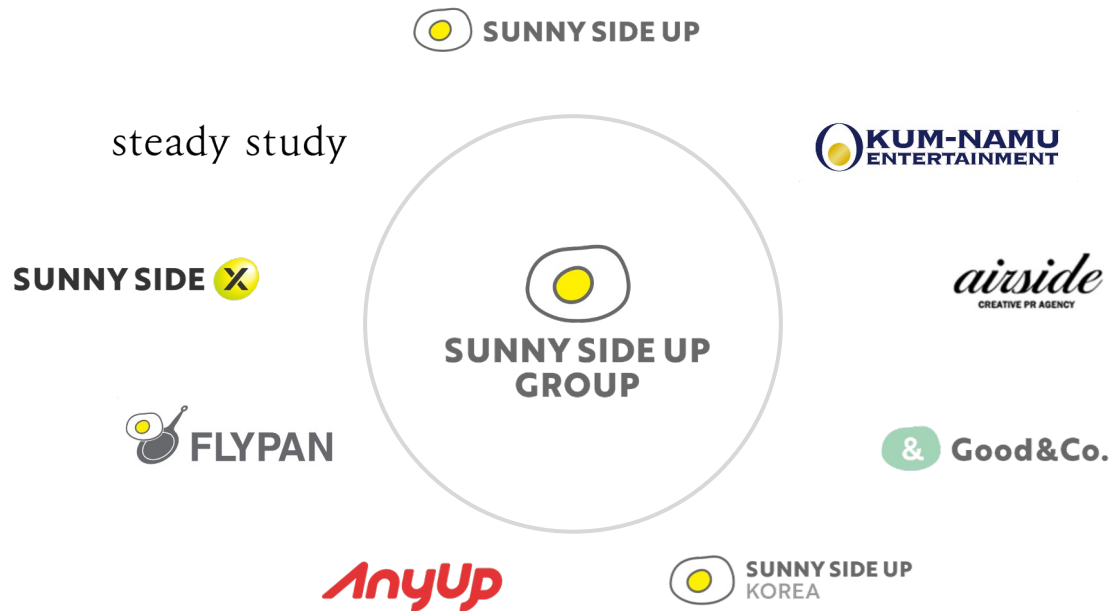 SUNNY SIDE UP
steady study
KUM-NAMU
ENTERTAINMENT
SUNNY SIDE X
airside
CREATIVE PR AGENCY
SUNNY SIDE UP
GROUP
FLYPAN
& Good&Co.
AnyUp
SUNNY SIDE UP
KOREA